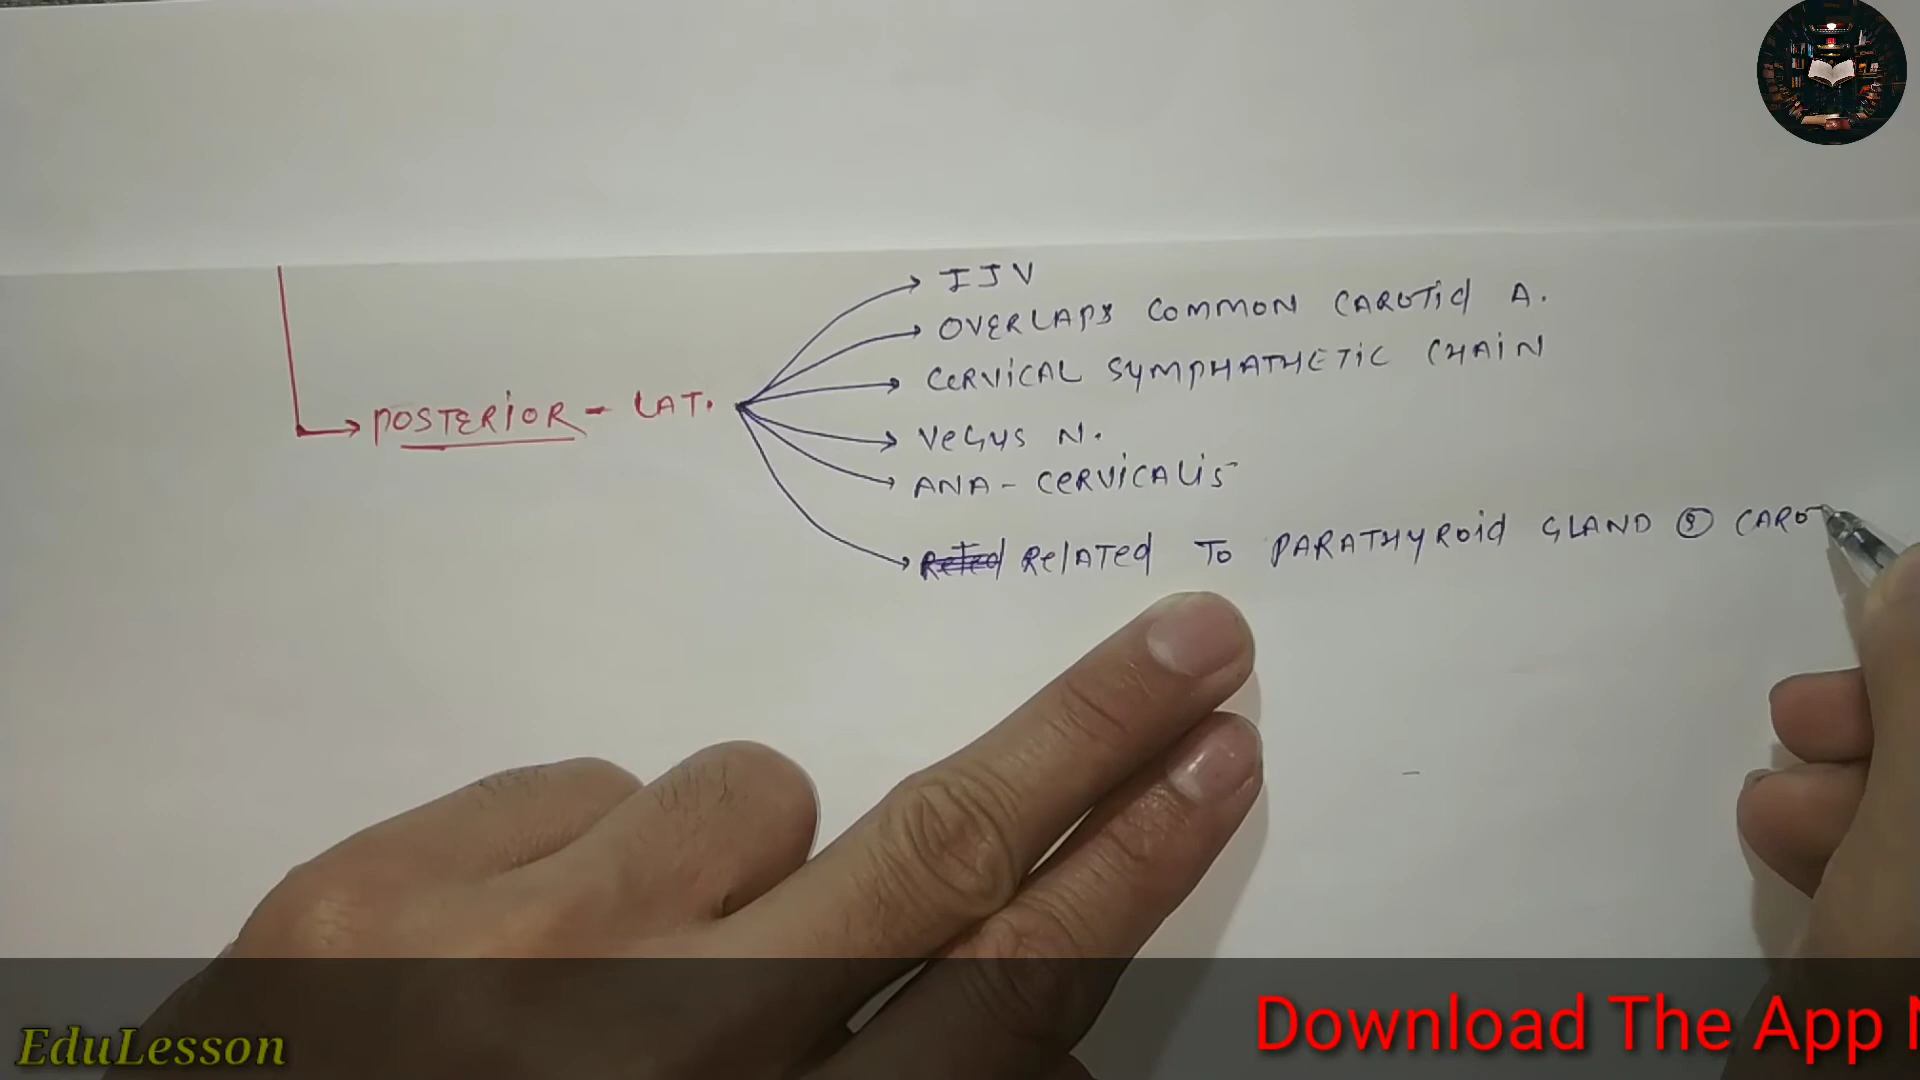 IJV
OVERLAPS COMMON CAROTID A.
CERVICAL SYMPHATHETIC CHAIN
POSTERIOR - LAT.
VEGUS N.
ANA - CERVICALIS
RELATED TO PARATHYROID GLAND & CARO
EduLesson
Download The App N